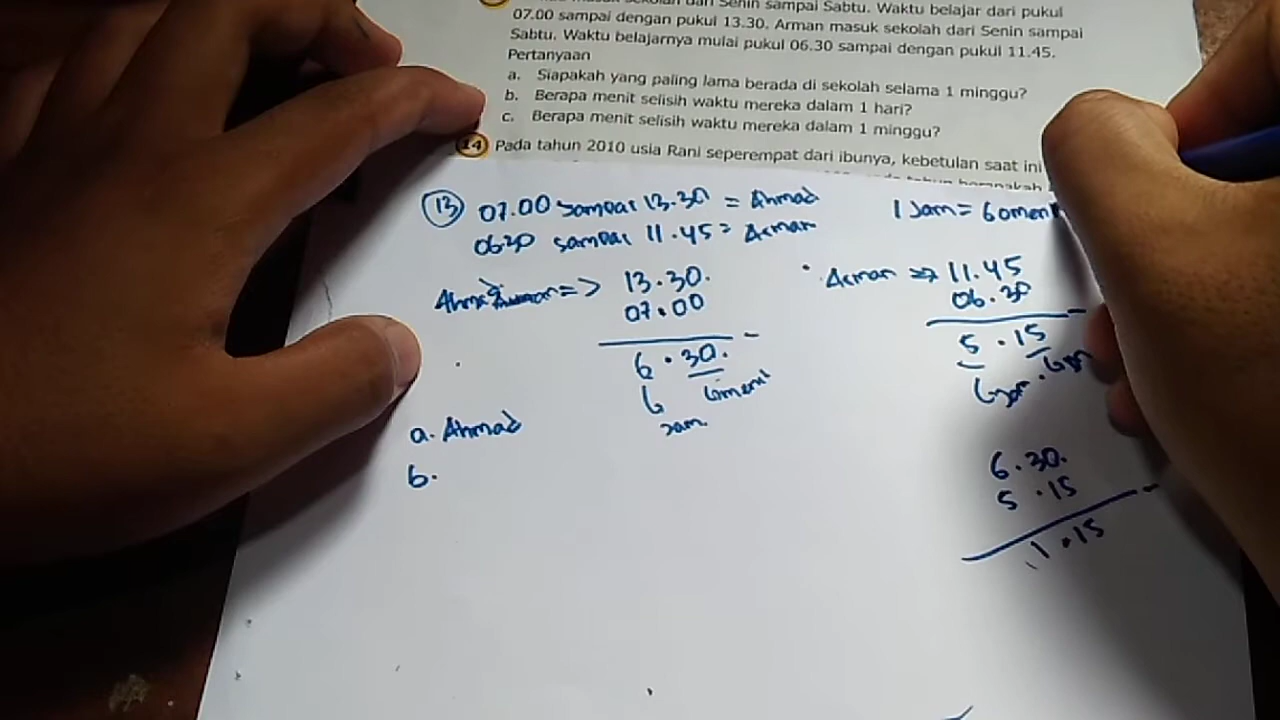 Senin sampai Sabtu. Waktu belajar dari pukul
07.00 sampai dengan pukul 13.30. Arman masuk sekolah dari Senin sampai
Sabtu. Waktu belajarnya mulai pukul 06.30 sampai dengan pukul 11.45.
Pertanyaan
a. Siapakah yang paling lama berada di sekolah selama 1 minggu?
b. Berapa menit selisih waktu mereka dalam 1 hari?
c. Berapa menit selisih waktu mereka dalam 1 minggu?
14 Pada tahun 2010 usia Rani seperempat dari ibunya, kebetulan saat ini
13 07.00 sampai 13.30 = Ahmad
1 Jam = 60 menit
06.30 sampai 11.45 = Arman
Ahmad => 13.30.
07.00 -
6.30.
jam
Arman => 11.45
06.30 -
5.15
jam
a. Ahmad
b.
6.30.
5.15 -
1.15